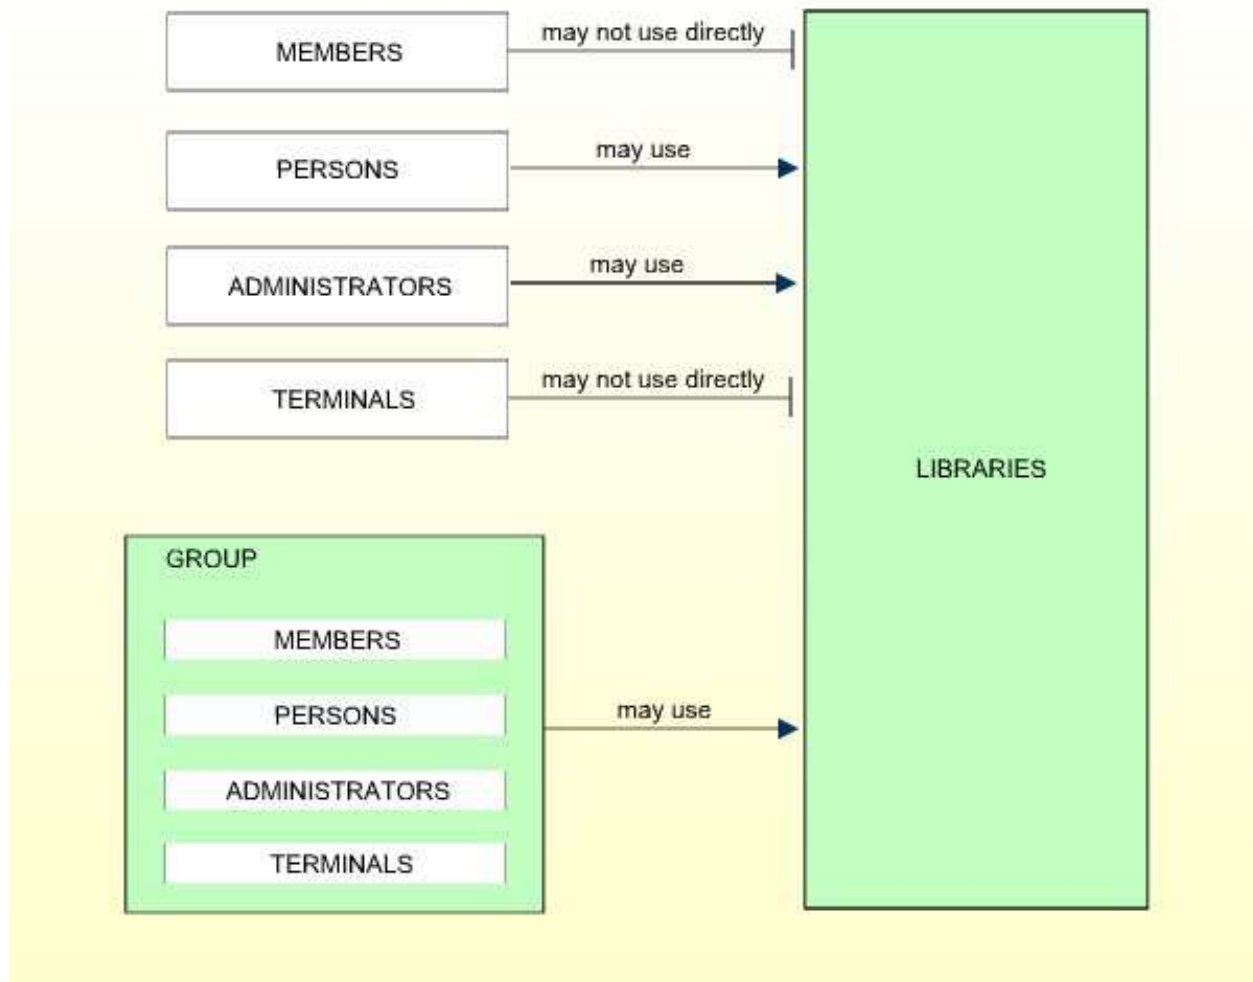 MEMBERS
may not use directly
PERSONS
may use
ADMINISTRATORS
may use
TERMINALS
may not use directly
LIBRARIES
GROUP
MEMBERS
PERSONS
ADMINISTRATORS
TERMINALS
may use